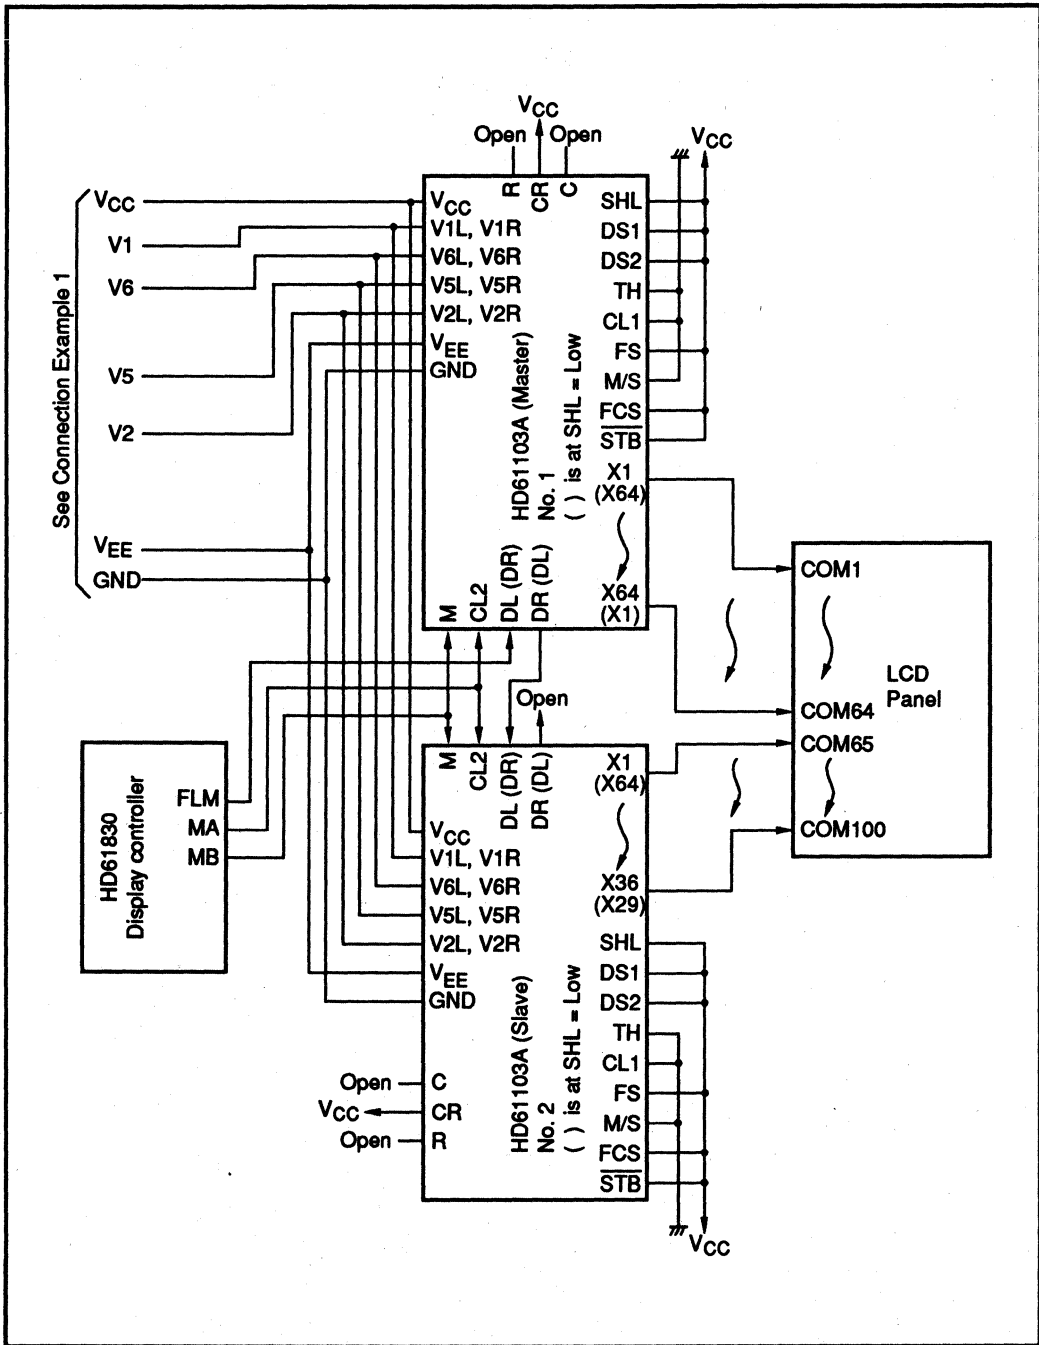 VCC
Open
Open
VCC
R
CR
C
See Connection Example 1
VCC
V1
V6
V5
V2
VEE
GND
VCC
V1L, V1R
V6L, V6R
V5L, V5R
V2L, V2R
VEE
GND
HD61103A (Master)
No. 1
( ) is at SHL = Low
SHL
DS1
DS2
TH
CL1
FS
M/S
FCS
STB
X1
(X64)
X64
(X1)
M
CL2
DL (DR)
DR (DL)
COM1
LCD
Panel
COM64
COM65
COM100
Open
HD61830
Display controller
FLM
MA
MB
M
CL2
DL (DR)
DR (DL)
X1
(X64)
X36
(X29)
VCC
V1L, V1R
V6L, V6R
V5L, V5R
V2L, V2R
VEE
GND
HD61103A (Slave)
No. 2
( ) is at SHL = Low
SHL
DS1
DS2
TH
CL1
FS
M/S
FCS
STB
Open
C
VCC
CR
Open
R
VCC